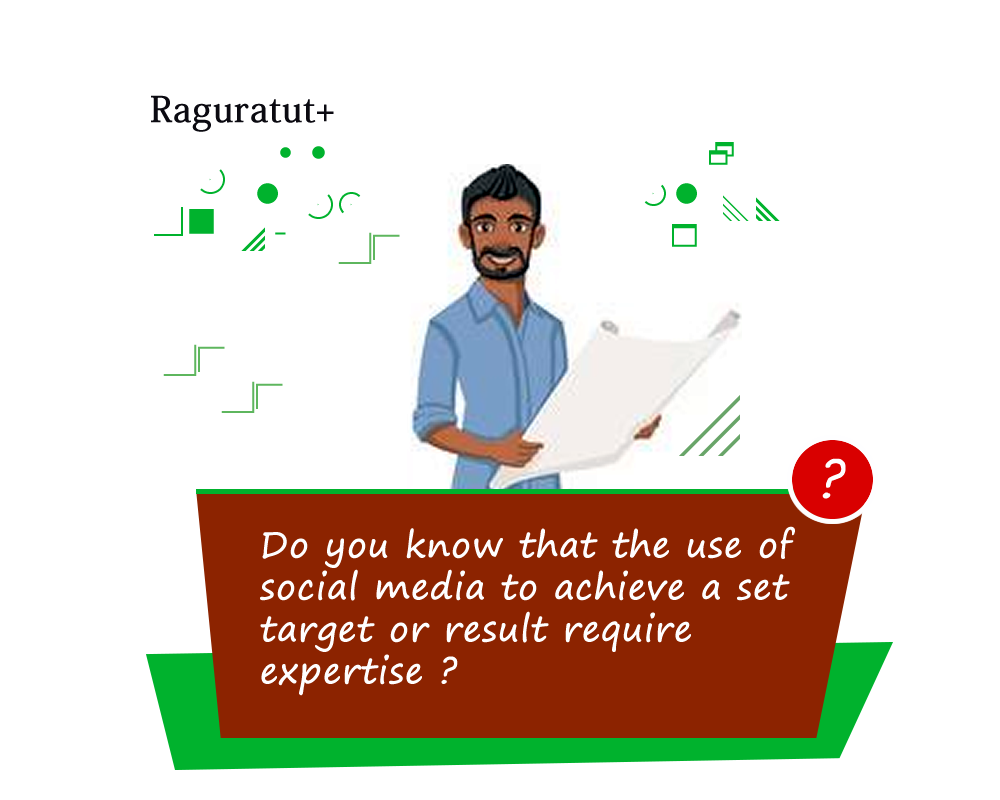 Raguratut+
?
Do you know that the use of
social media to achieve a set
target or result require
expertise ?